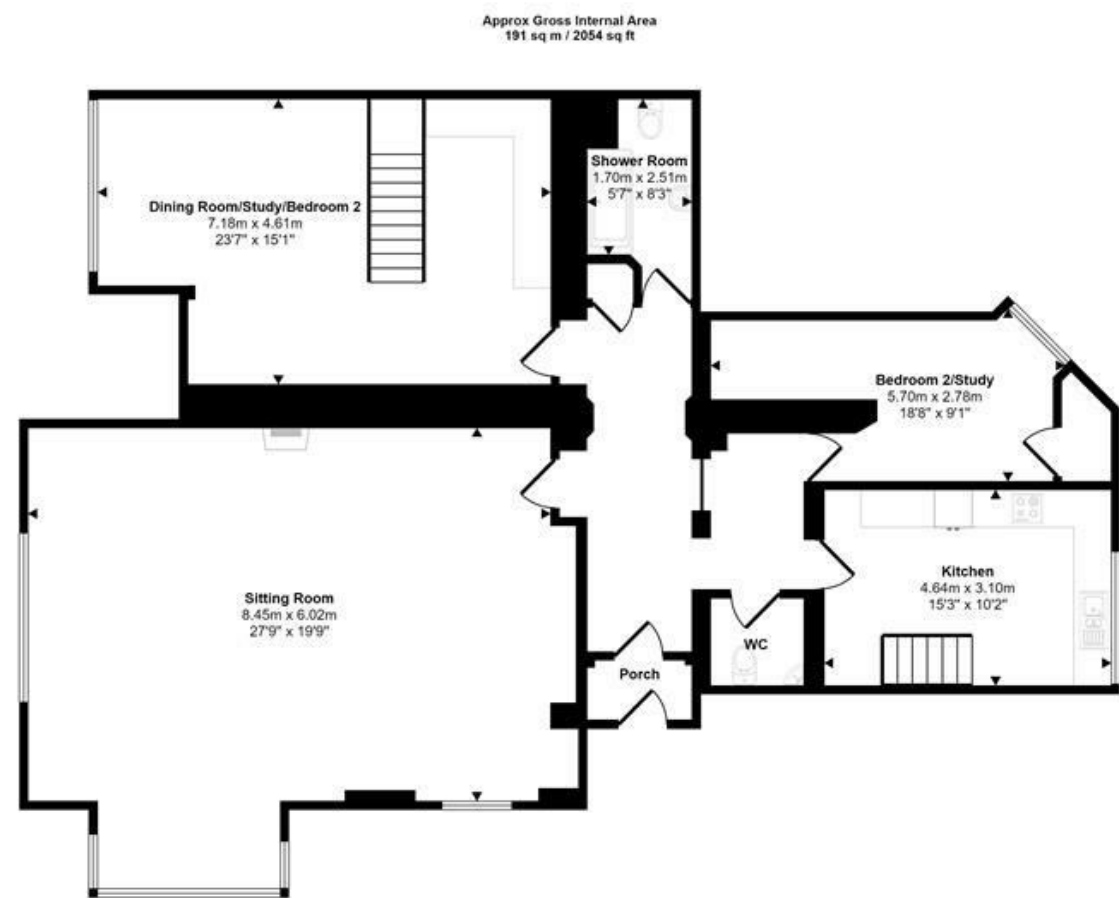 Approx Gross Internal Area
191 sq m / 2054 sq ft
Shower Room
1.70m x 2.51m
5'7" x 8'3"
Dining Room/Study/Bedroom 2
7.18m x 4.61m
23'7" x 15'1"
Bedroom 2/Study
5.70m x 2.78m
18'8" x 9'1"
Kitchen
4.64m x 3.10m
15'3" x 10'2"
Sitting Room
8.45m x 6.02m
27'9" x 19'9"
WC
Porch